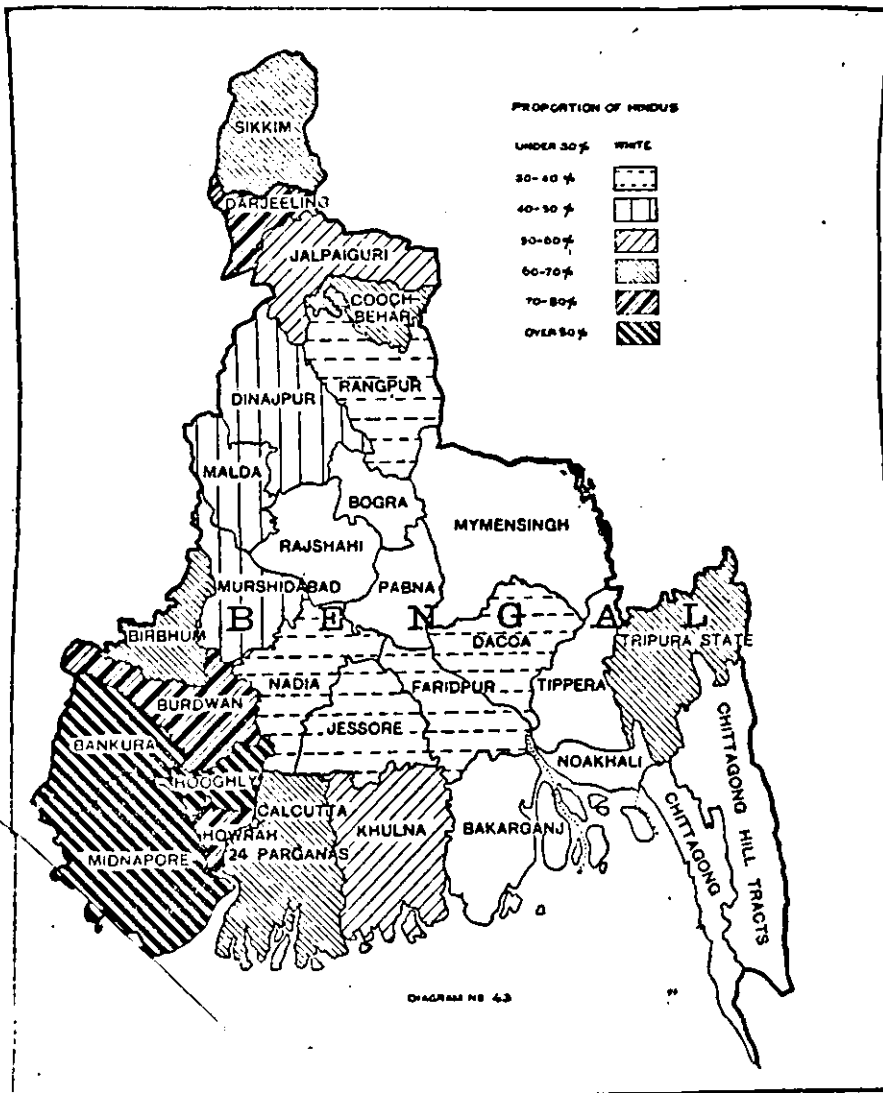 PROPORTION OF HINDUS
UNDER 30% WHITE
30-40%
40-50%
50-60%
60-70%
70-80%
OVER 80%
SIKKIM
DARJEELING
JALPAIGURI
COOCH
BEHAR
RANGPUR
DINAJPUR
MALDA
BOGRA
MYMENSINGH
RAJSHAHI
MURSHIDABAD
PABNA
BENGAL
BIRBHUM
DACOA
TRIPURA STATE
NADIA
FARIDPUR
TIPPERA
BURDWAN
JESSORE
BANKURA
NOAKHALI
HOOGHLY
CALCUTTA
KHULNA
BAKARGANJ
HOWRAH
24 PARGANAS
MIDNAPORE
CHITTAGONG
CHITTAGONG HILL TRACTS
DIAGRAM NO 43